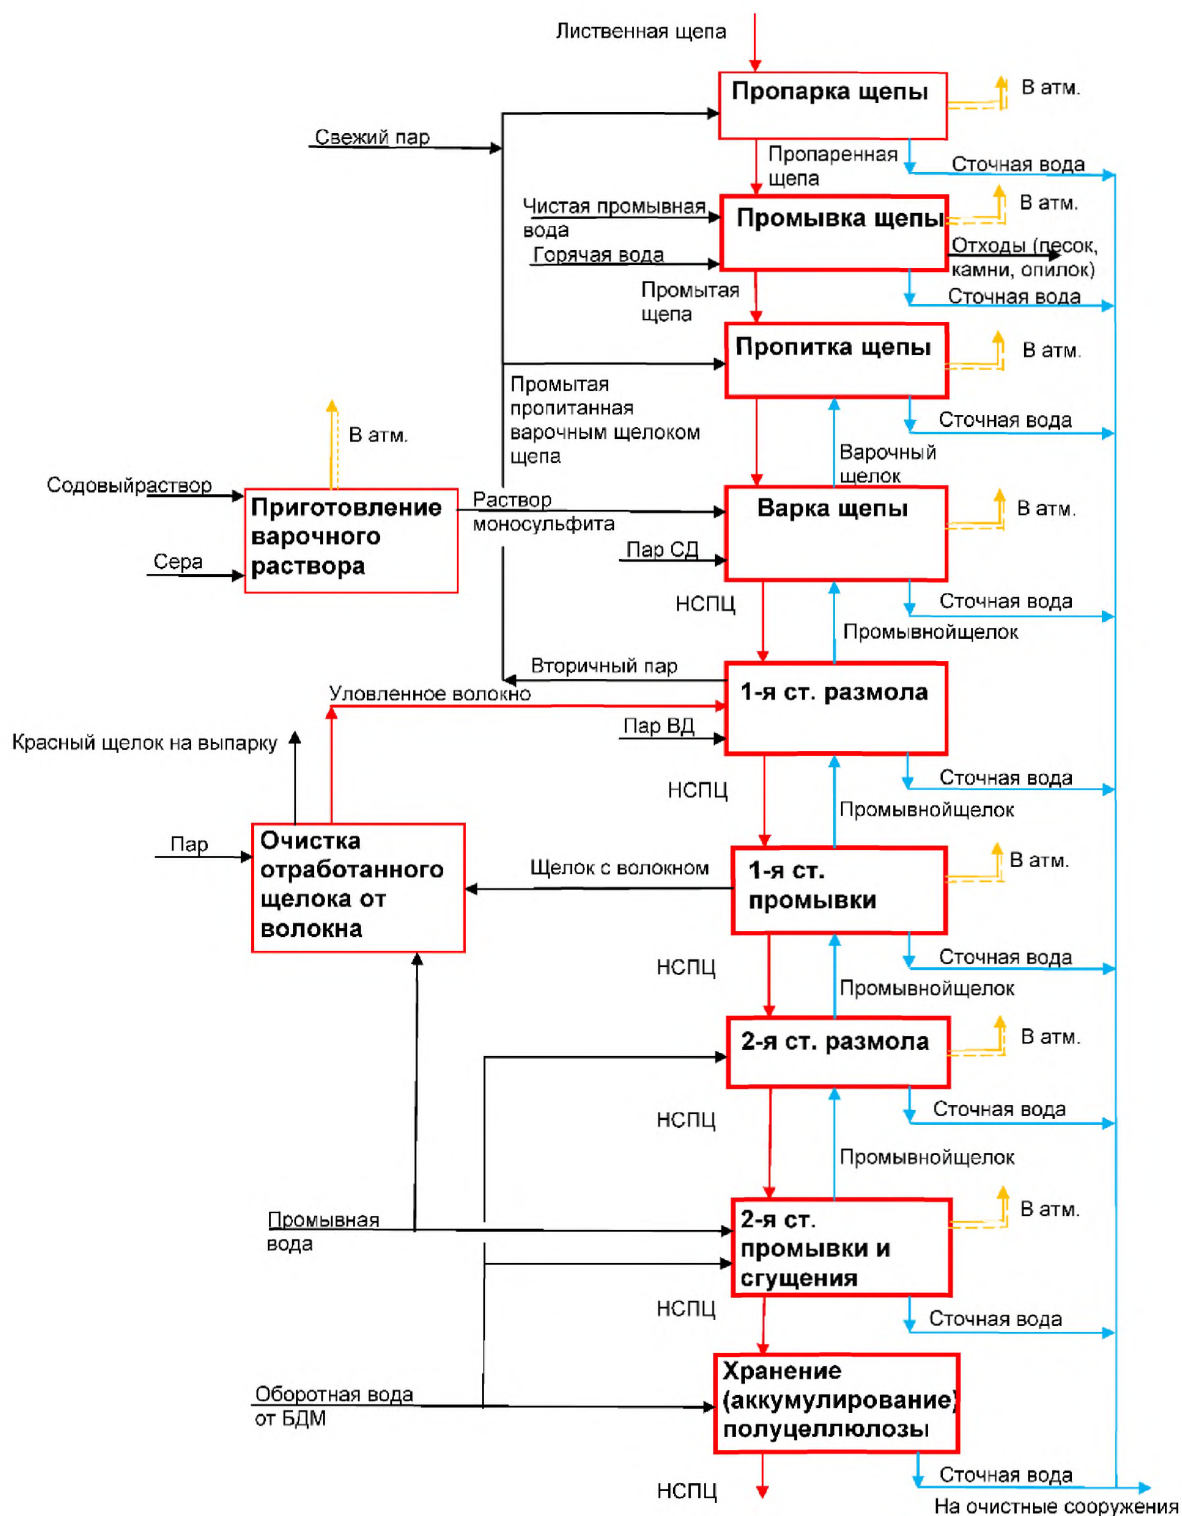 Лиственная щепа
Пропарка щепы
В атм.
Свежий пар
Пропаренная
щепа
Сточная вода
Чистая промывная
вода
Промывка щепы
В атм.
Горячая вода
Отходы (песок,
камни, опилок)
Промытая
щепа
Сточная вода
Пропитка щепы
В атм.
Промытая
пропитанная
варочным щелоком
щепа
Сточная вода
В атм.
Варочный
щелок
Содовыйраствор
Приготовление
варочного
раствора
Раствор
моносульфита
Варка щепы
В атм.
Сера
Пар СД
НСПЦ
Сточная вода
Промывнойщелок
Вторичный пар
1-я ст. размола
Уловленное волокно
Пар ВД
Красный щелок на выпарку
НСПЦ
Сточная вода
Промывнойщелок
Пар
Очистка
отработанного
щелока от
волокна
Щелок с волокном
1-я ст.
промывки
В атм.
НСПЦ
Сточная вода
Промывнойщелок
2-я ст. размола
В атм.
НСПЦ
Сточная вода
Промывнойщелок
Промывная
вода
2-я ст.
промывки и
сгущения
В атм.
НСПЦ
Сточная вода
Оборотная вода
от БДМ
Хранение
(аккумулирование)
полуцеллюлозы
НСПЦ
Сточная вода
На очистные сооружения